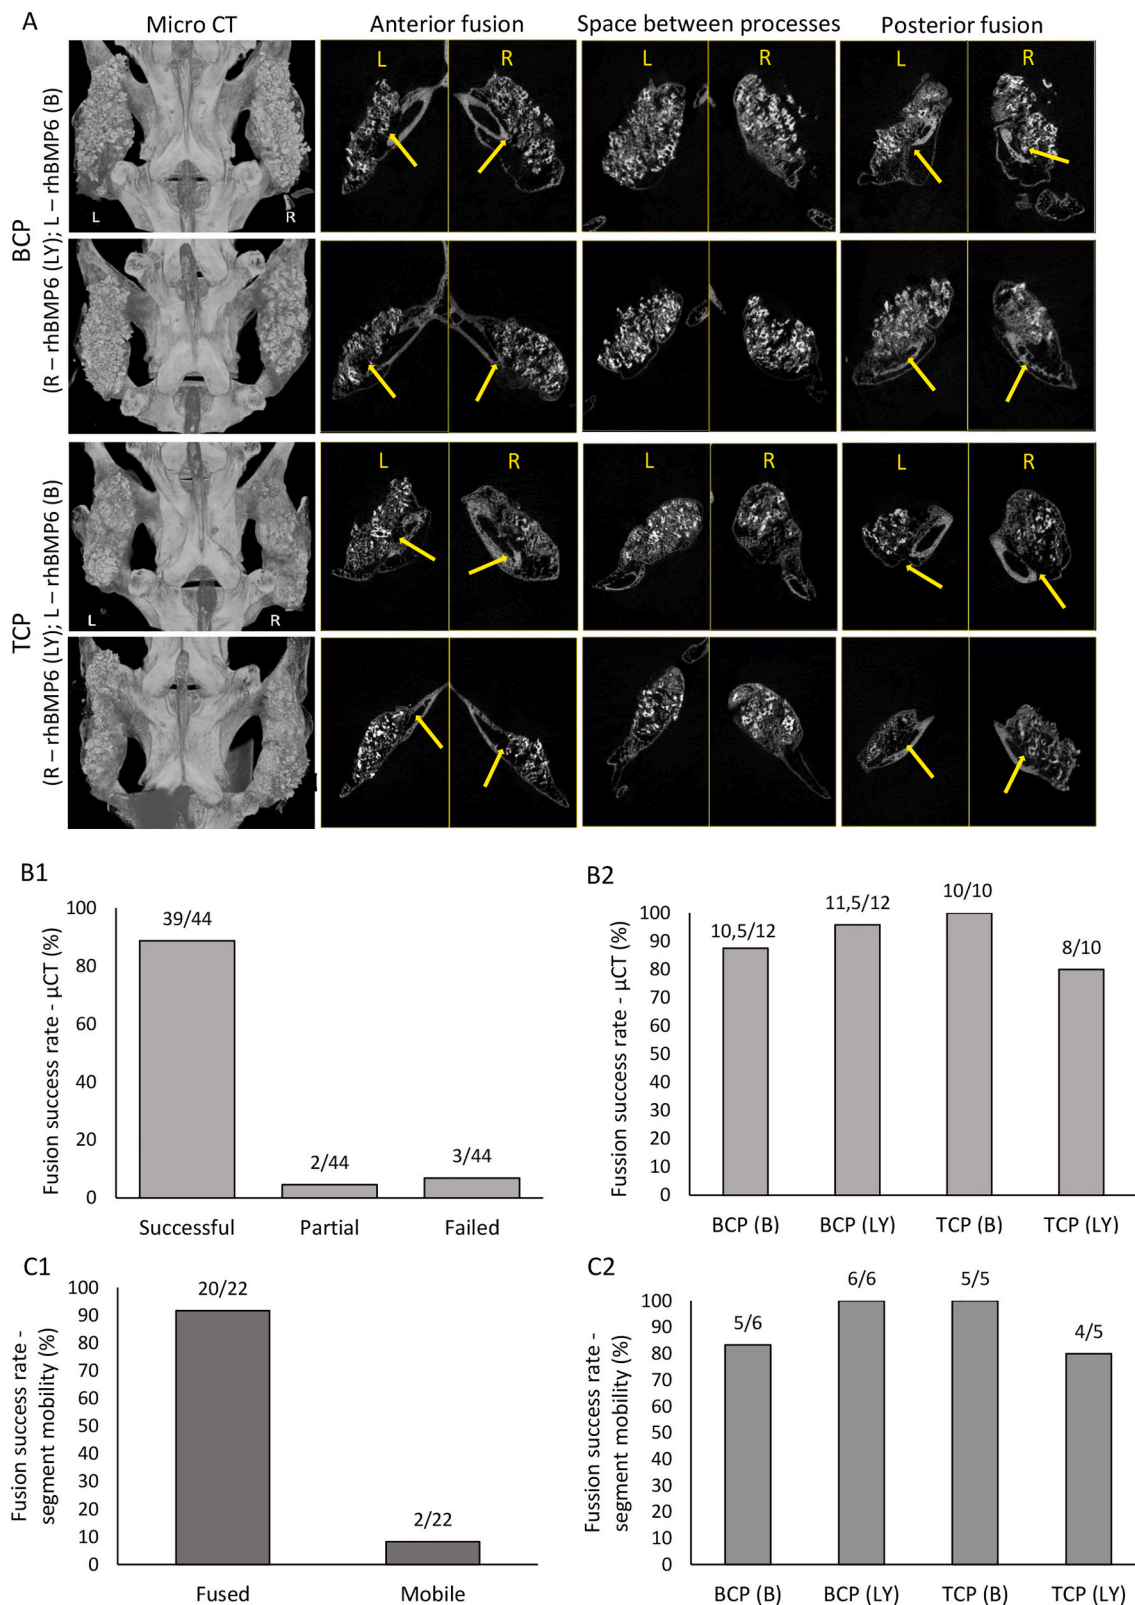 A
Micro CT
Anterior fusion
Space between processes
Posterior fusion
BCP
(R – rhBMP6 (LY); L – rhBMP6 (B)
L
R
L
R
L
R
L
R
TCP
(R – rhBMP6 (LY); L – rhBMP6 (B)
L
R
L
R
L
R
L
R
B1
Fusion success rate - µCT (%)
100
80
60
40
20
0
39/44
2/44
3/44
Successful
Partial
Failed
B2
Fussion success rate - µCT (%)
100
90
80
70
60
50
40
30
20
10
0
10,5/12
11,5/12
10/10
8/10
BCP (B)
BCP (LY)
TCP (B)
TCP (LY)
C1
Fusion success rate -
segment mobility (%)
100
90
80
70
60
50
40
30
20
10
0
20/22
2/22
Fused
Mobile
C2
Fussion success rate -
segment mobility (%)
100
90
80
70
60
50
40
30
20
10
0
5/6
6/6
5/5
4/5
BCP (B)
BCP (LY)
TCP (B)
TCP (LY)